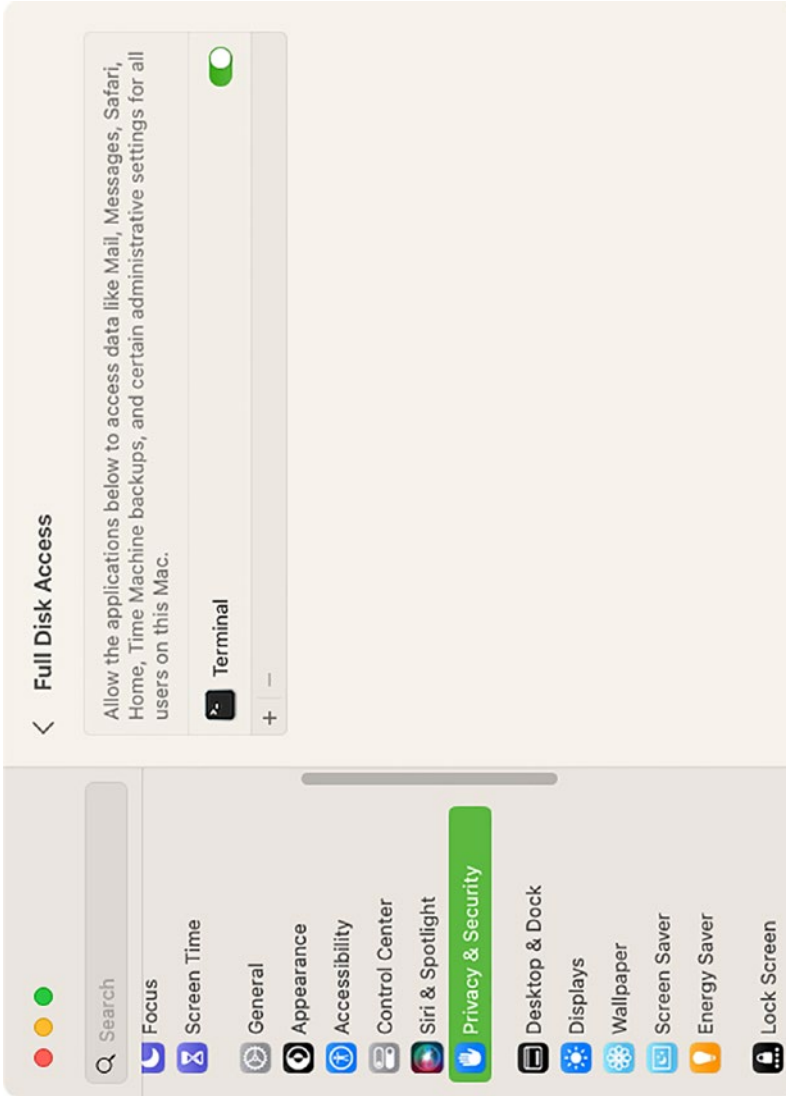 Search
Focus
Screen Time
General
Appearance
Accessibility
Control Center
Siri & Spotlight
Privacy & Security
Desktop & Dock
Displays
Wallpaper
Screen Saver
Energy Saver
Lock Screen
Full Disk Access
Allow the applications below to access data like Mail, Messages, Safari,
Home, Time Machine backups, and certain administrative settings for all
users on this Mac.
Terminal